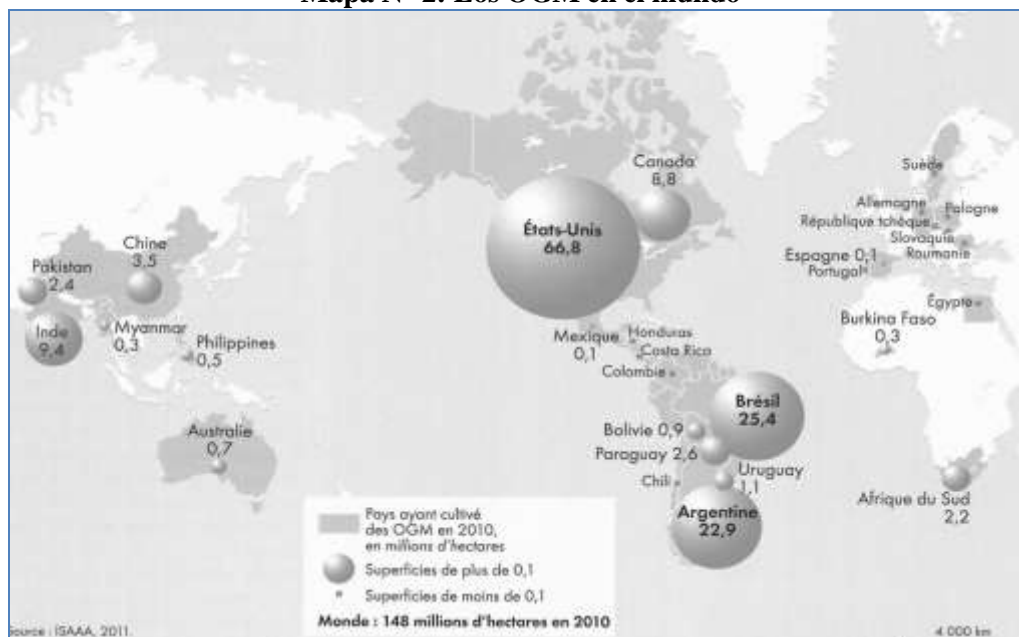 Mapa N° 2: Los OGM en el mundo
Canada
8,8
États-Unis
66,8
Suède
Allemagne
Pologne
République tchèque
Slovaquie
Roumanie
Espagne 0,1
Portugal
Égypte
Burkina Faso
0,3
Chine
3,5
Pakistan
2,4
Inde
9,4
Myanmar
0,3
Philippines
0,5
Mexique
0,1
Honduras
Costa Rica
Colombie
Brésil
25,4
Bolivie 0,9
Paraguay 2,6
Uruguay
1,1
Chili
Argentine
22,9
Australie
0,7
Afrique du Sud
2,2
Pays ayant cultivé
des OGM en 2010,
en millions d'hectares
Superficies de plus de 0,1
Superficies de moins de 0,1
Monde : 148 millions d'hectares en 2010
Source : ISAAA, 2011.
4 000 km